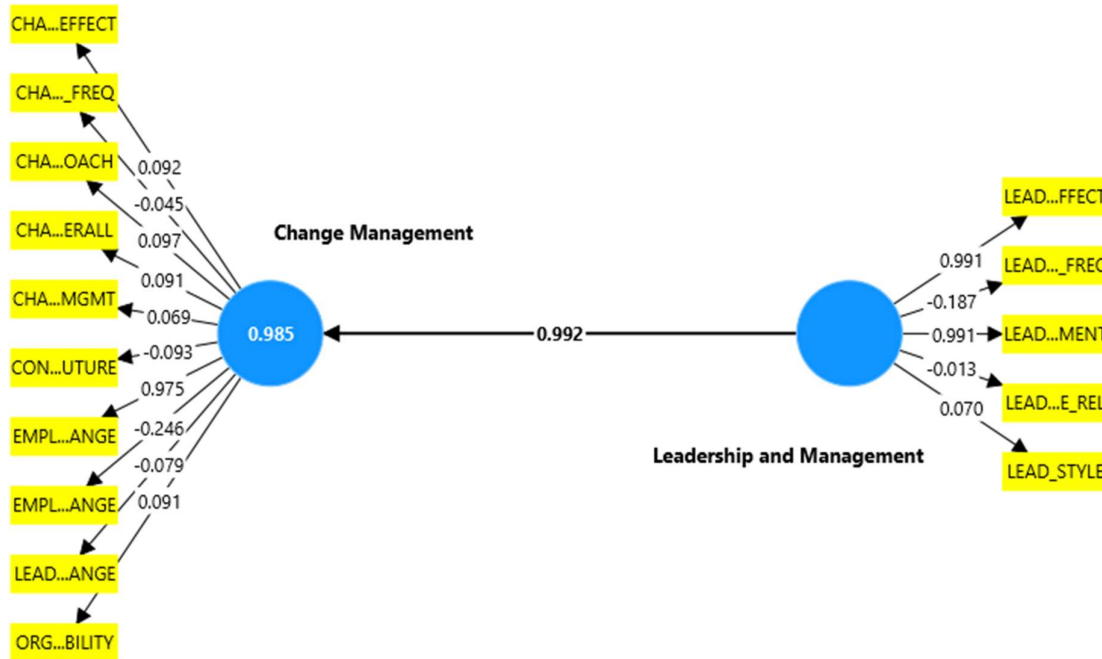 CHA...EFFECT
CHA..._FREQ
CHA...OACH
CHA...ERALL
CHA...MGMT
CON...UTURE
EMPL...ANGE
EMPL...ANGE
LEAD...ANGE
ORG...BILITY
0.092
-0.045
0.097
0.091
0.069
-0.093
0.975
-0.246
-0.079
0.091
Change Management
0.985
0.992
Leadership and Management
0.991
-0.187
0.991
-0.013
0.070
LEAD...FFECT
LEAD..._FREQ
LEAD...MENT
LEAD...E_REL
LEAD_STYLE